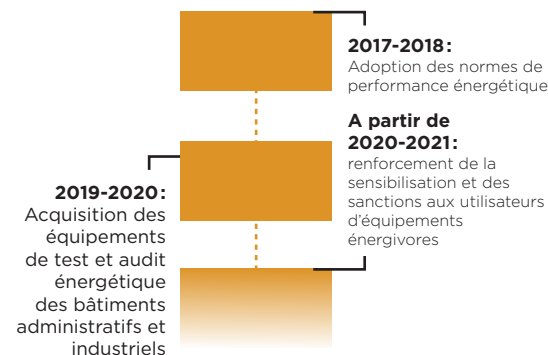 2017-2018:
Adoption des normes de
performance énergétique
2019-2020:
Acquisition des
équipements
de test et audit
énergétique
des bâtiments
administratifs et
industriels
A partir de
2020-2021:
renforcement de la
sensibilisation et des
sanctions aux utilisateurs
d'équipements
énergivores